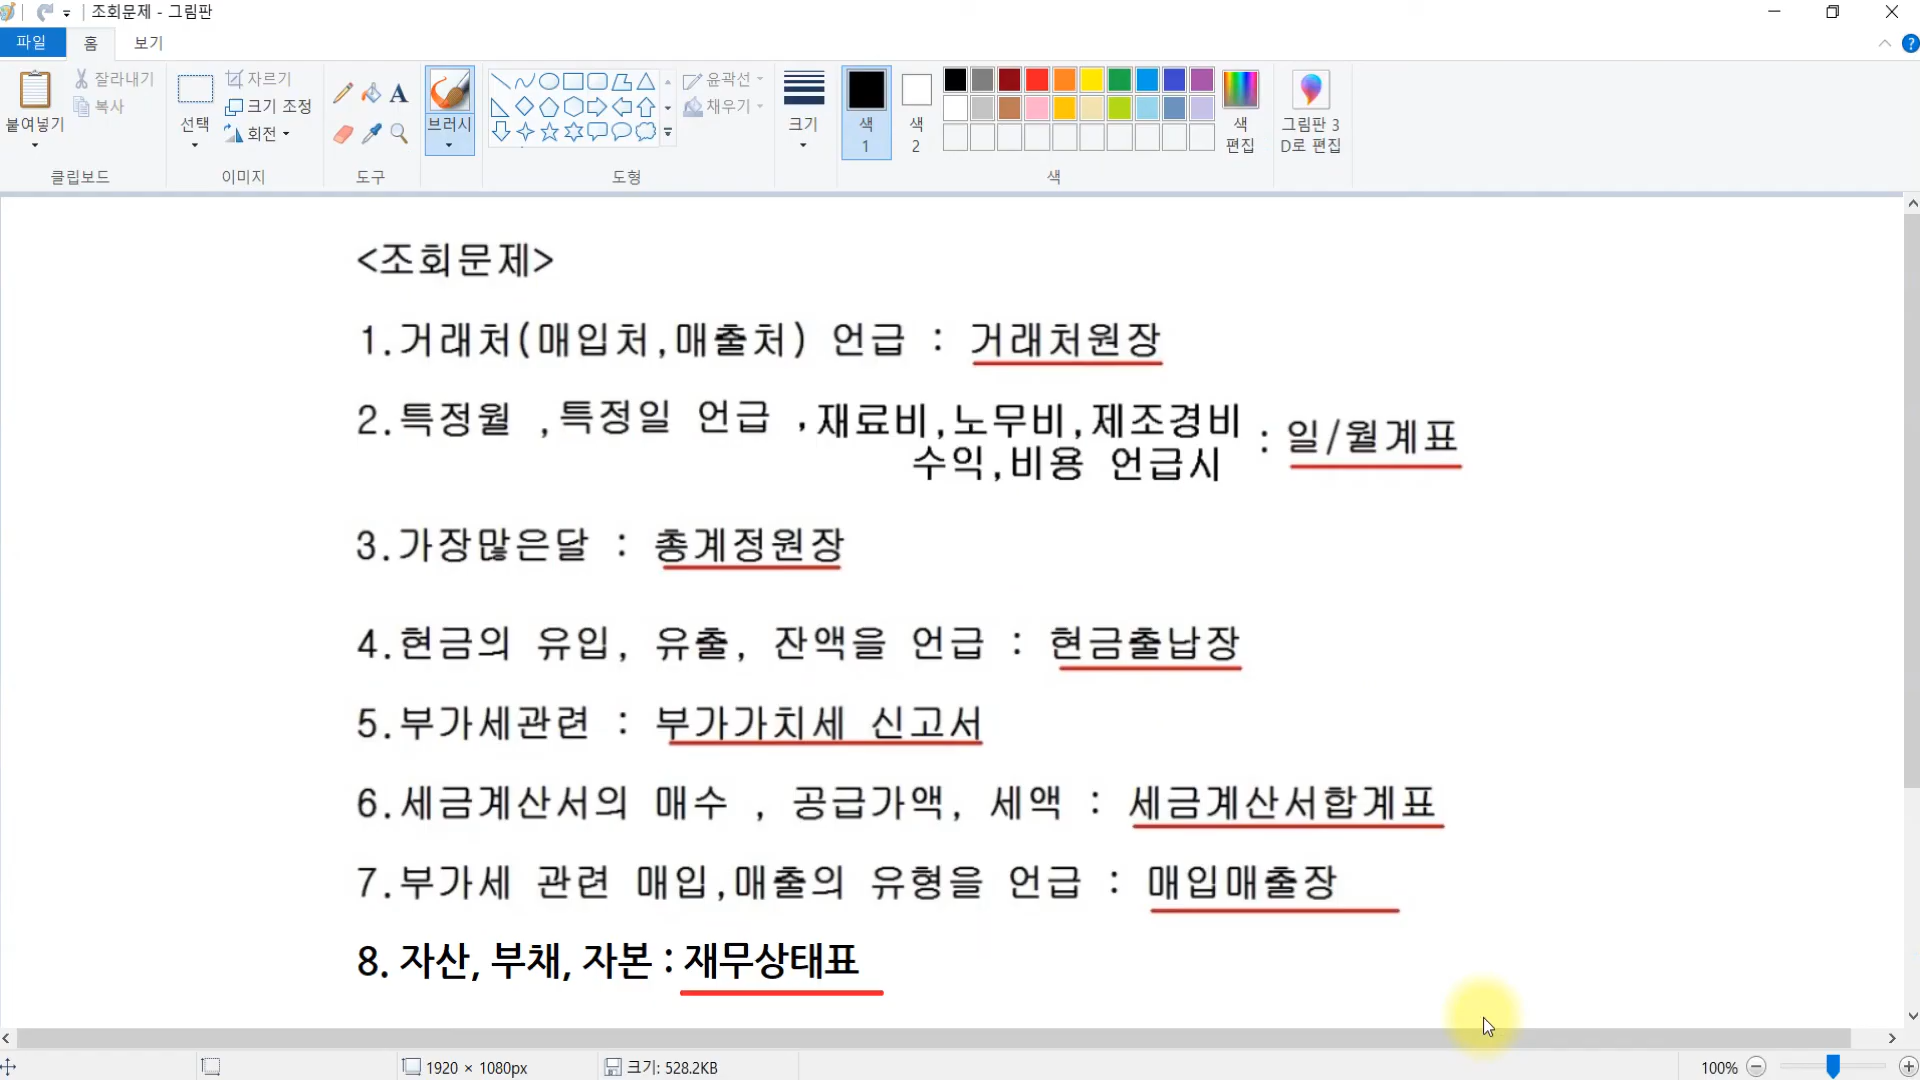 조회문제 - 그림판
파일 홈 보기
붙여넣기
잘라내기
복사
클립보드
선택
자르기
크기 조정
회전
이미지
도구
브러시
도형
윤곽선
채우기
크기
색
1
색
2
색
색
편집
그림판 3
D로 편집
<조회문제>
1.거래처(매입처,매출처) 언급 : 거래처원장
2.특정월 ,특정일 언급 ,재료비,노무비,제조경비 : 일/월계표
수익,비용 언급시
3.가장많은달 : 총계정원장
4.현금의 유입, 유출, 잔액을 언급 : 현금출납장
5.부가세관련 : 부가가치세 신고서
6.세금계산서의 매수 , 공급가액, 세액 : 세금계산서합계표
7.부가세 관련 매입,매출의 유형을 언급 : 매입매출장
8. 자산, 부채, 자본 : 재무상태표
1920 × 1080px 크기: 528.2KB 100%